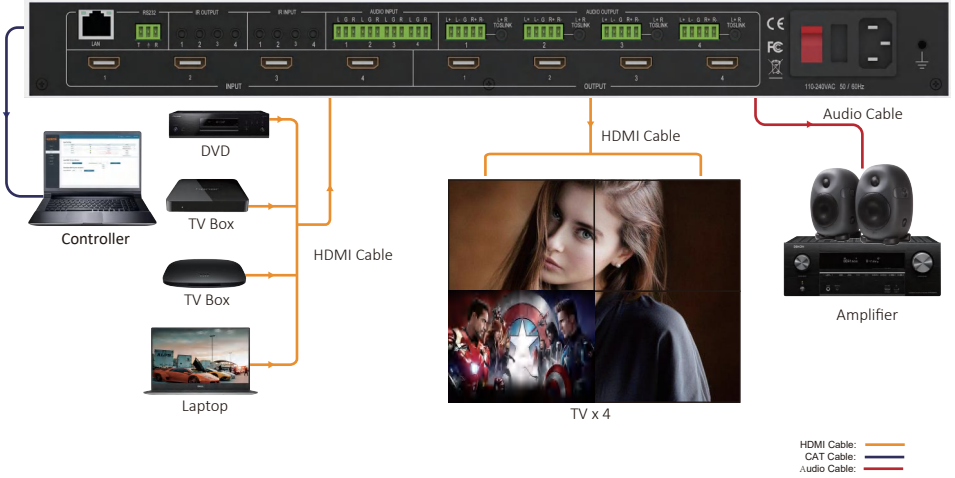 RS232 IR OUTPUT IR INPUT AUDIO INPUT AUDIO OUTPUT
L G R L G R L G R L G R
L+ L- G R+ R- L+ R TOSLINK L+ L- G R+ R- L+ R TOSLINK L+ L- G R+ R- L+ R TOSLINK L+ L- G R+ R- L+ R TOSLINK
LAN
1 2 3 4 1 2 3 4 1 2 3 4 1 2 3 4
1 2 3 4 1 2 3 4
INPUT OUTPUT
CE
FC
110-240VAC 50 / 60Hz
DVD
TV Box
Controller
TV Box
Laptop
HDMI Cable
HDMI Cable
TV x 4
Audio Cable
DENON
Amplifier
HDMI Cable:
CAT Cable:
Audio Cable: